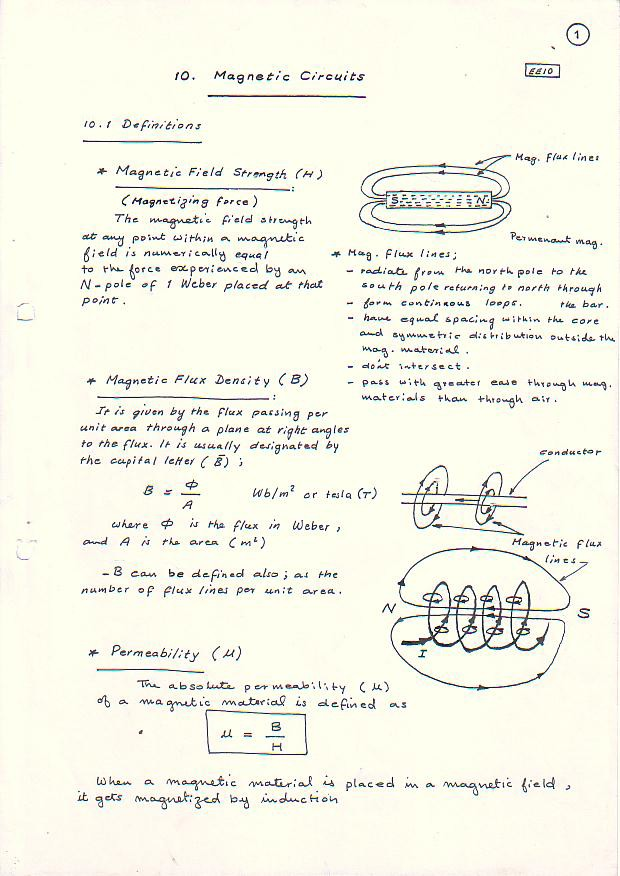 1
EE10
10. Magnetic Circuits
10.1 Definitions
* Magnetic Field Strength (H) :
(Magnetizing force)
The magnetic field strength
at any point within a magnetic
field is numerically equal
to the force experienced by an
N-pole of 1 Weber placed at that
point.
Mag. flux lines
S N
Permenant mag.
* Mag. flux lines;
- radiate from the north pole to the
south pole returning to north through
- form continuous loops. the bar.
- have equal spacing within the core
and symmetric distribution outside the
mag. material.
- don't intersect.
- pass with greater ease through mag.
materials than through air.
* Magnetic Flux Density (B) :
It is given by the flux passing per
unit area through a plane at right angles
to the flux. It is usually designated by
the capital letter (B̄) ;
B = Φ / A Wb/m² or tesla (T)
where Φ is the flux in Weber,
and A is the area (m²)
- B can be defined also; as the
number of flux lines per unit area.
conductor
Magnetic flux
lines
N S
I
* Permeability (μ)
The absolute permeability (μ)
of a magnetic material is defined as
μ = B / H
When a magnetic material is placed in a magnetic field,
it gets magnetized by induction